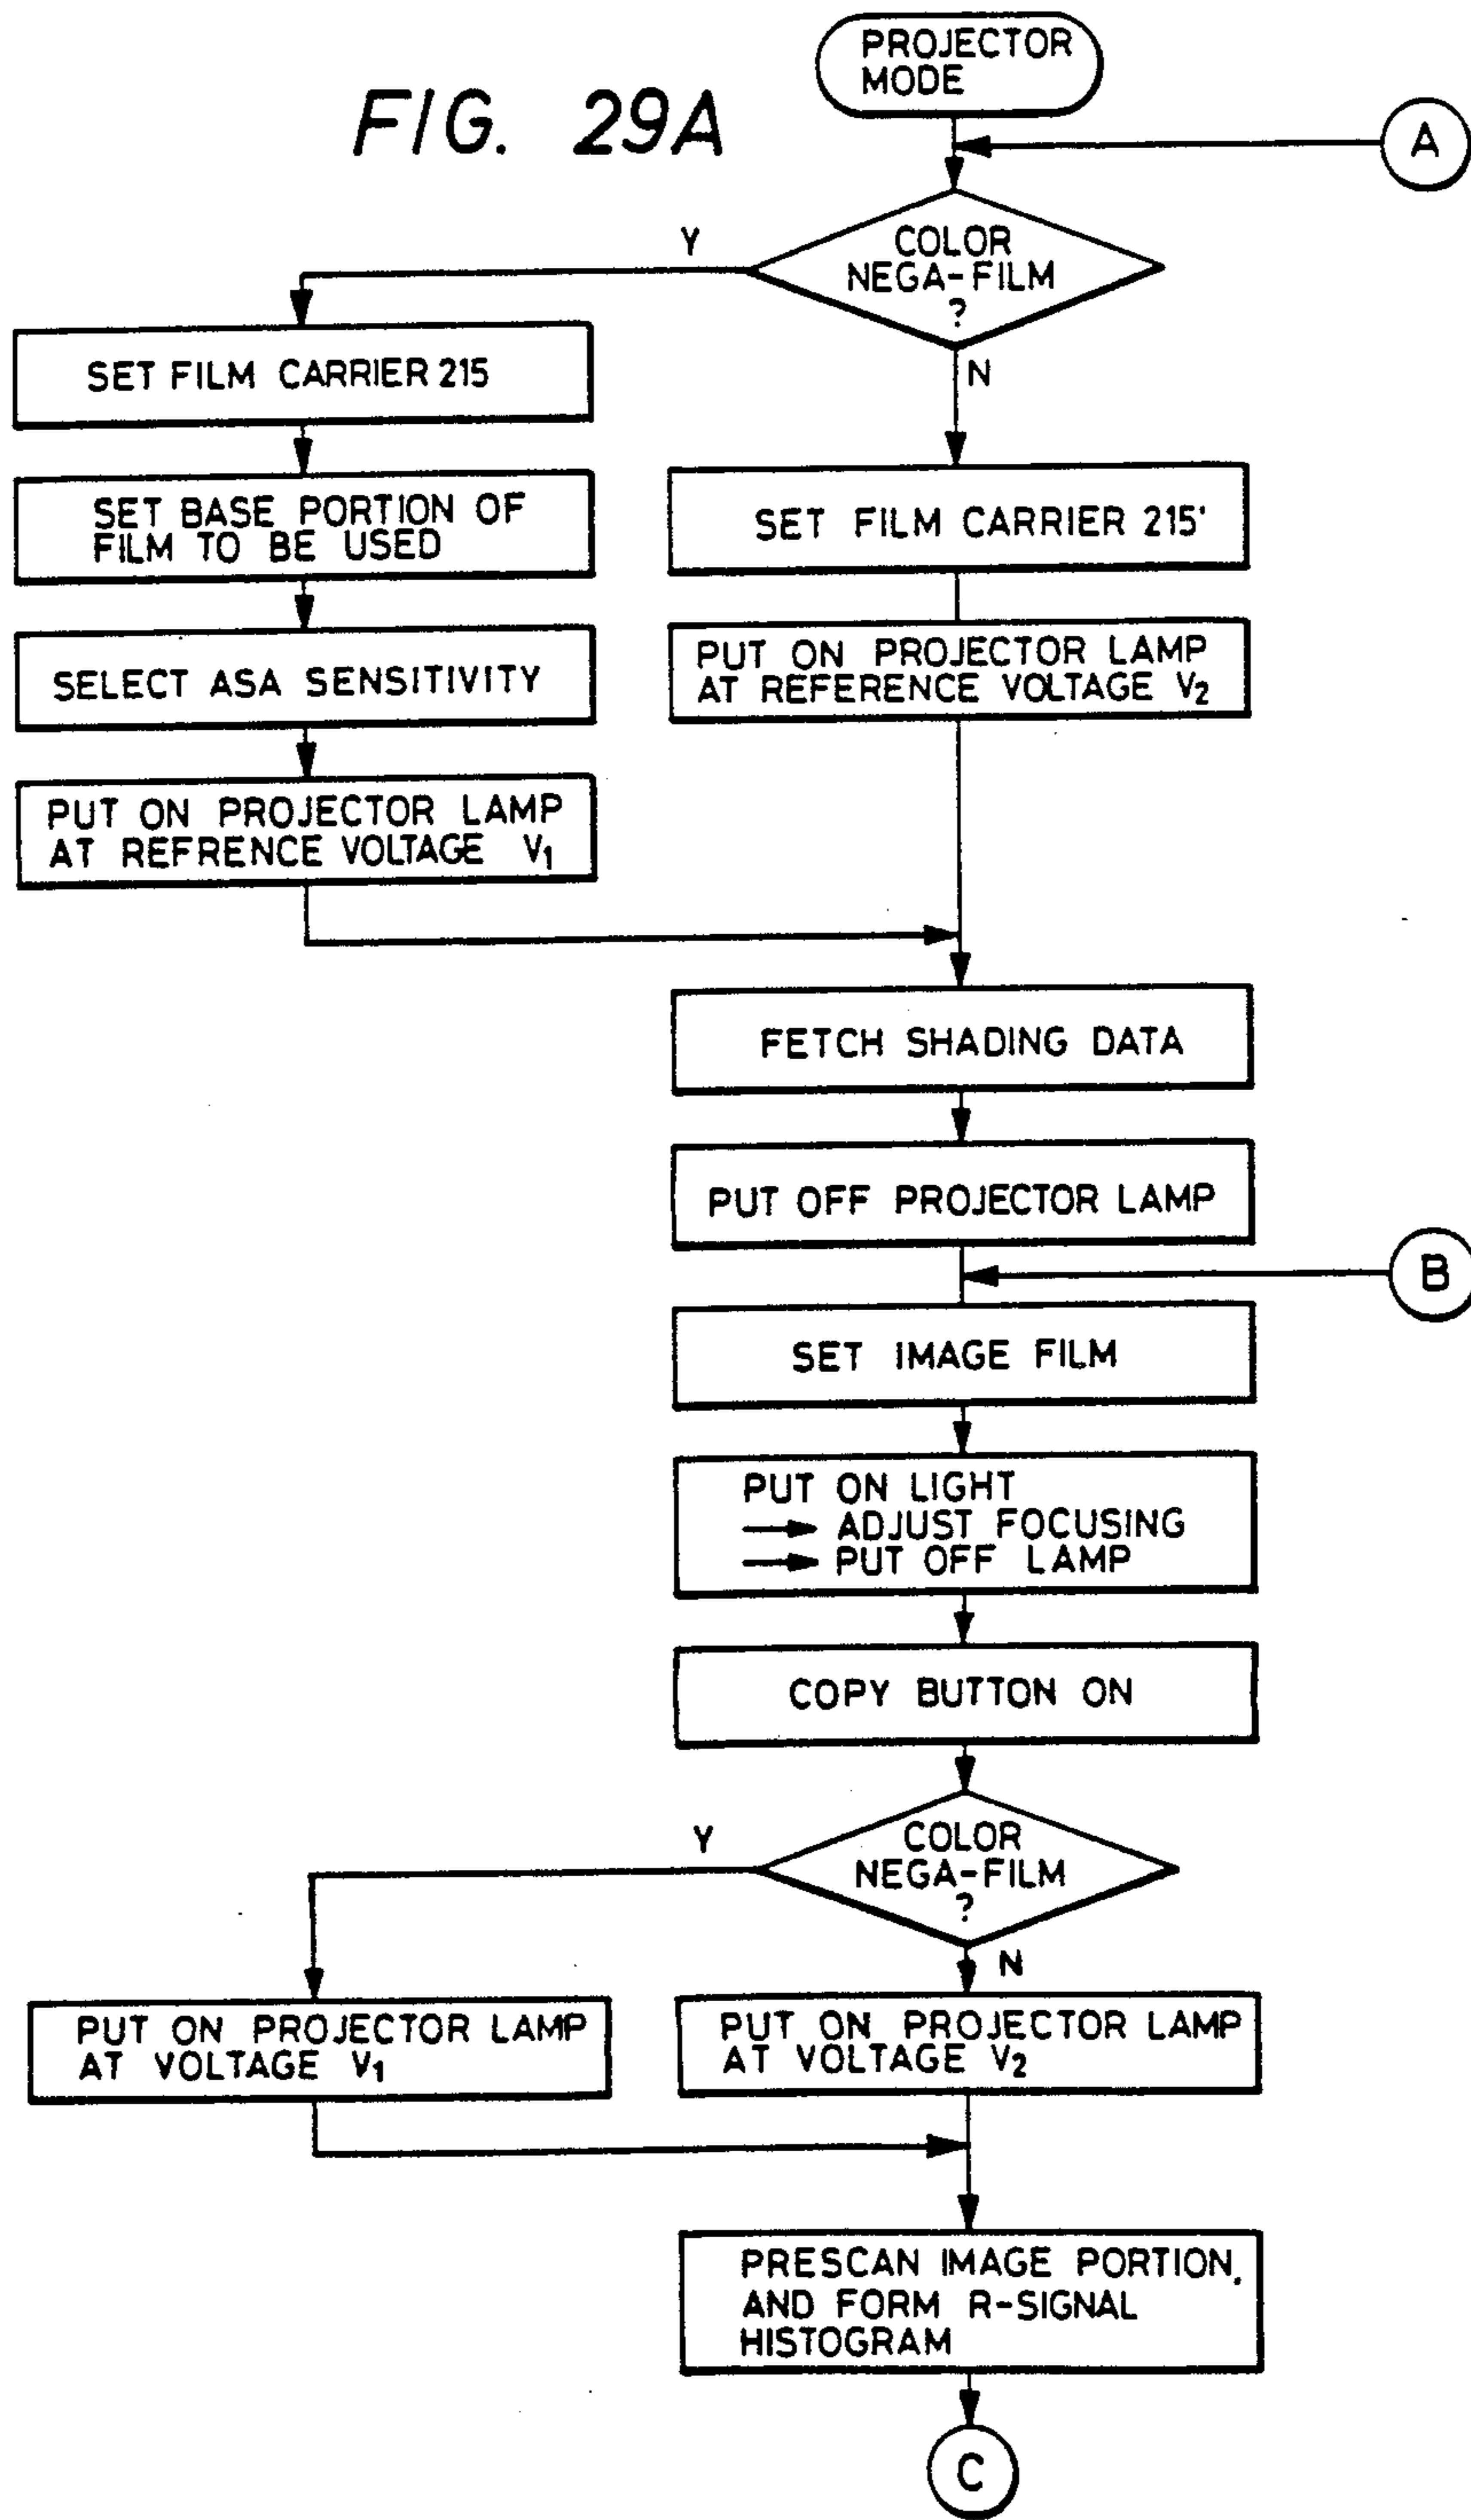 FIG. 29A
PROJECTOR
MODE
A
COLOR
NEGA-FILM
?
Y
N
SET FILM CARRIER 215
SET BASE PORTION OF
FILM TO BE USED
SELECT ASA SENSITIVITY
PUT ON PROJECTOR LAMP
AT REFRENCE VOLTAGE V1
SET FILM CARRIER 215'
PUT ON PROJECTOR LAMP
AT REFERENCE VOLTAGE V2
FETCH SHADING DATA
PUT OFF PROJECTOR LAMP
B
SET IMAGE FILM
PUT ON LIGHT
→ ADJUST FOCUSING
→ PUT OFF LAMP
COPY BUTTON ON
COLOR
NEGA-FILM
?
Y
N
PUT ON PROJECTOR LAMP
AT VOLTAGE V1
PUT ON PROJECTOR LAMP
AT VOLTAGE V2
PRESCAN IMAGE PORTION,
AND FORM R-SIGNAL
HISTOGRAM
C